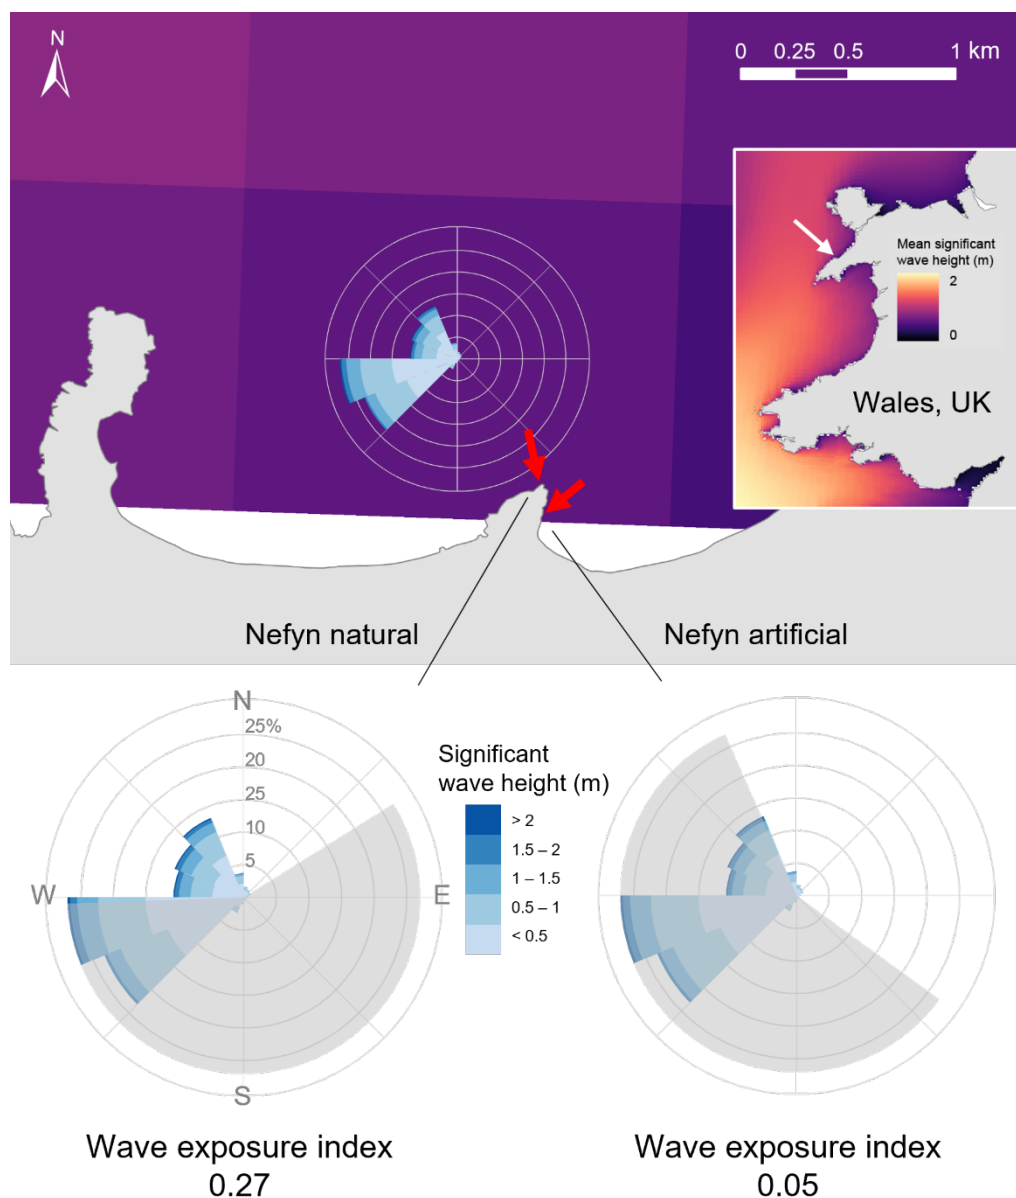 N
0 0.25 0.5 1 km
Mean significant
wave height (m)
2
0
Wales, UK
Nefyn natural
Nefyn artificial
N
25%
20
25
10
5
W
E
S
Significant
wave height (m)
> 2
1.5 – 2
1 – 1.5
0.5 – 1
< 0.5
Wave exposure index
0.27
Wave exposure index
0.05